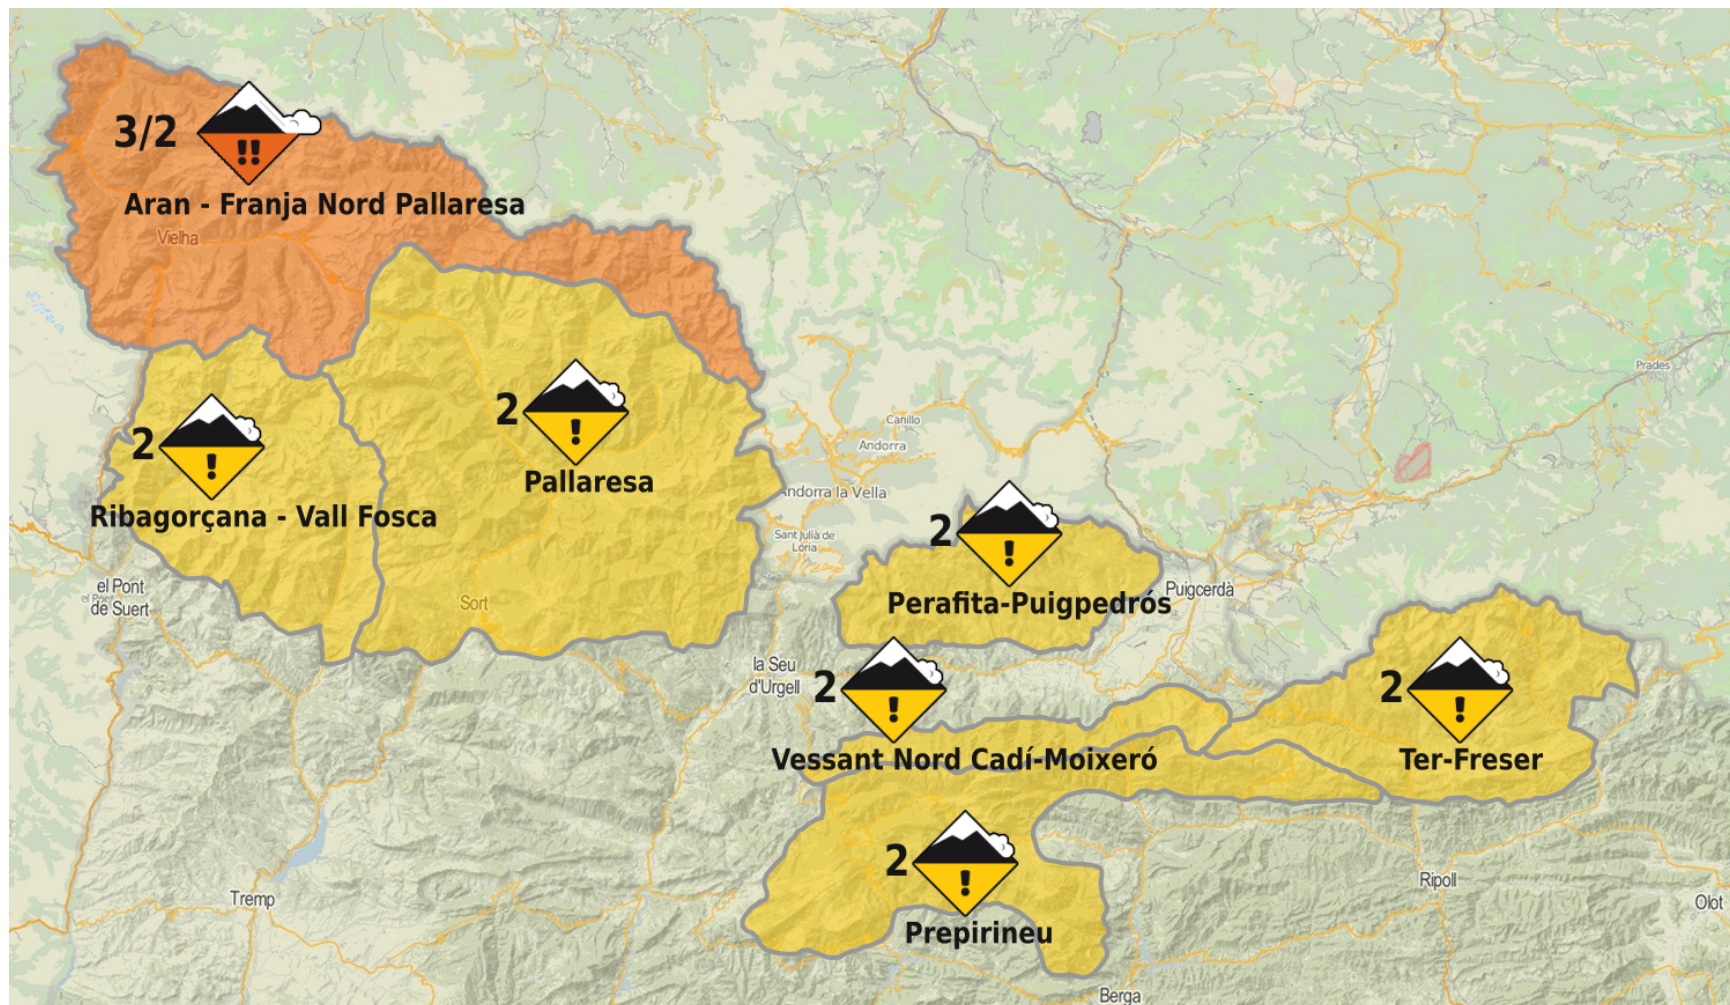 3/2
!!
Aran - Franja Nord Pallaresa
Vielha
Prades
2
!
Pallaresa
2
!
Ribagorçana - Vall Fosca
Canillo
Andorra
Andorra la Vella
Sant Julià de
Lòria
2
!
Perafita-Puigpedrós
Puigcerdà
el Pont
de Suert
Sort
la Seu
d'Urgell
2
!
Vessant Nord Cadí-Moixeró
2
!
Ter-Freser
2
!
Prepirineu
Tremp
Ripoll
Olot
Berga